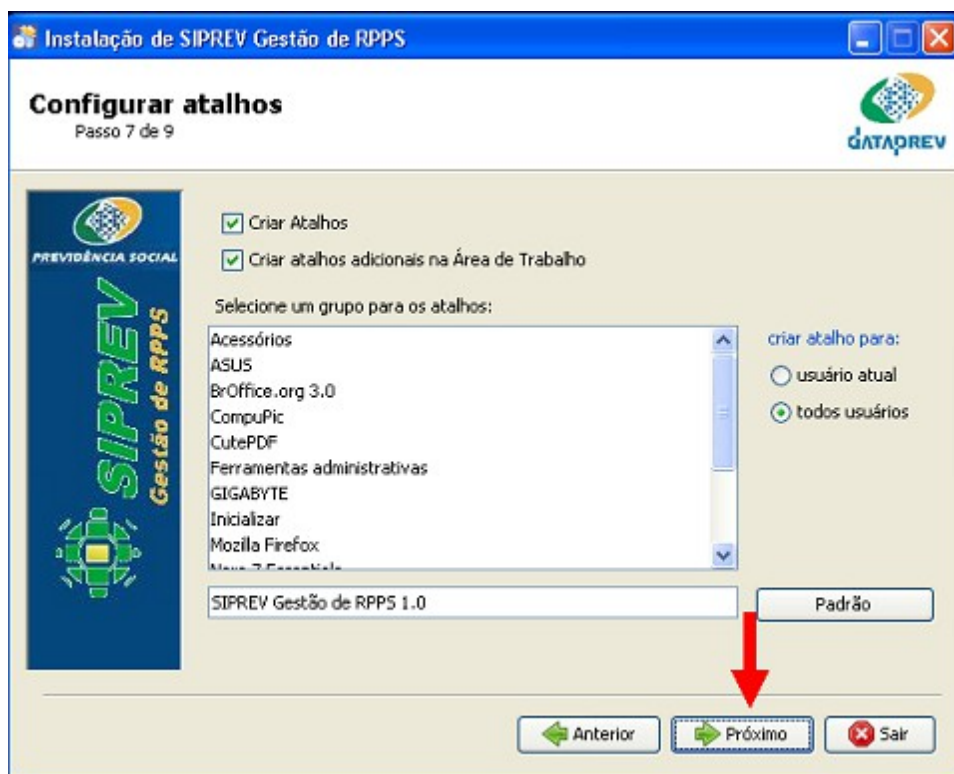 Instalação de SIPREV Gestão de RPPS
Configurar atalhos
Passo 7 de 9
DATAPREV
PREVIDÊNCIA SOCIAL
SIPREV
Gestão de RPPS
Criar Atalhos
Criar atalhos adicionais na Área de Trabalho
Selecione um grupo para os atalhos:
Acessórios
ASUS
BrOffice.org 3.0
CompuPic
CutePDF
Ferramentas administrativas
GIGABYTE
Inicializar
Mozilla Firefox
Nero 7 Essentials
criar atalho para:
usuário atual
todos usuários
SIPREV Gestão de RPPS 1.0
Padrão
Anterior
Próximo
Sair